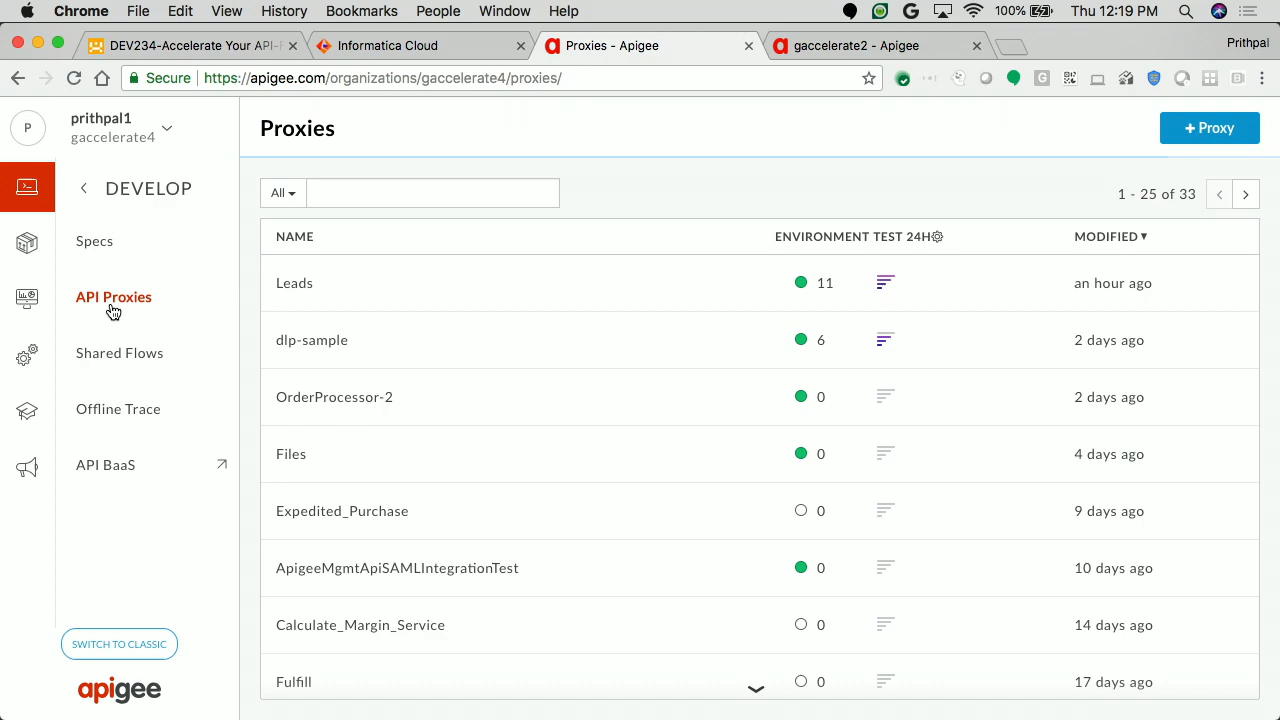 Chrome File Edit View History Bookmarks People Window Help 100% Thu 12:19 PM
DEV234-Accelerate Your API-F × Informatica Cloud × Proxies - Apigee × gaccelerate2 - Apigee × Prithpal
Secure https://apigee.com/organizations/gaccelerate4/proxies/
P prithpal1
gaccelerate4
Proxies
+ Proxy
DEVELOP
Specs
API Proxies
Shared Flows
Offline Trace
API BaaS
SWITCH TO CLASSIC
apigee
All
1 - 25 of 33
NAME ENVIRONMENT TEST 24H MODIFIED
Leads 11 an hour ago
dlp-sample 6 2 days ago
OrderProcessor-2 0 2 days ago
Files 0 4 days ago
Expedited_Purchase 0 9 days ago
ApigeeMgmtApiSAMLIntegrationTest 0 10 days ago
Calculate_Margin_Service 0 14 days ago
Fulfill 0 17 days ago